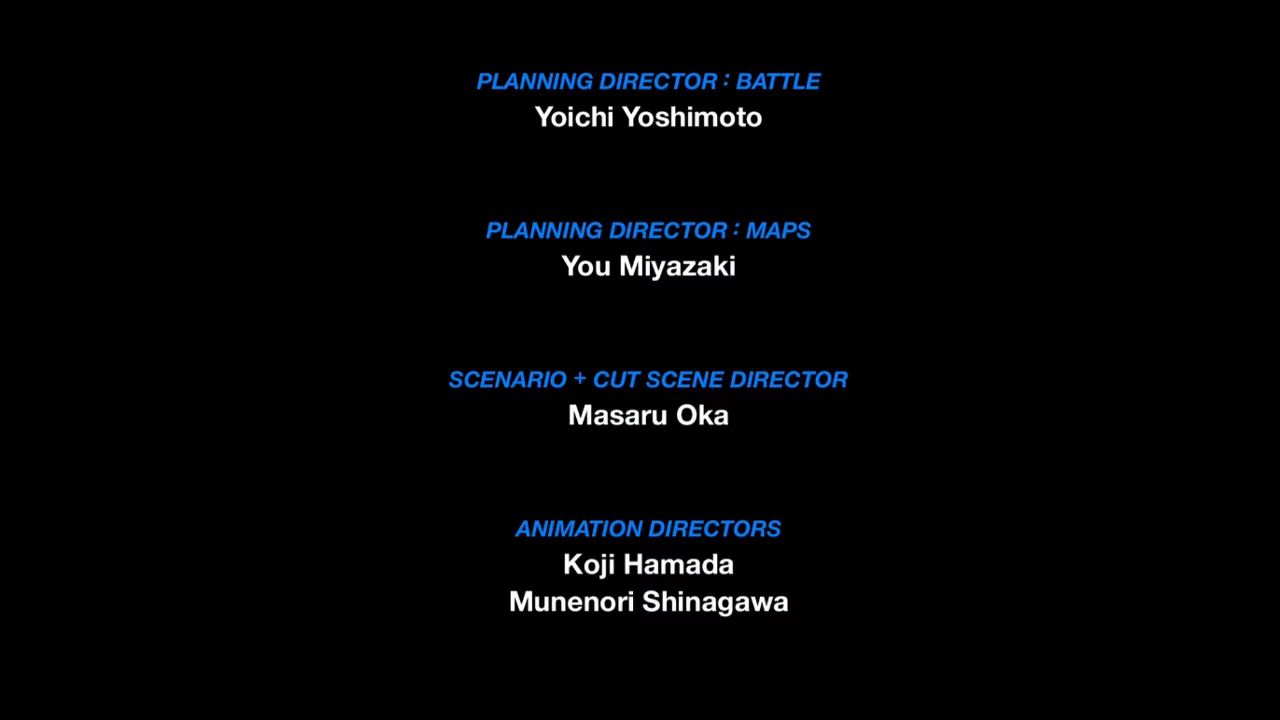 PLANNING DIRECTOR : BATTLE
Yoichi Yoshimoto
PLANNING DIRECTOR : MAPS
You Miyazaki
SCENARIO + CUT SCENE DIRECTOR
Masaru Oka
ANIMATION DIRECTORS
Koji Hamada
Munenori Shinagawa